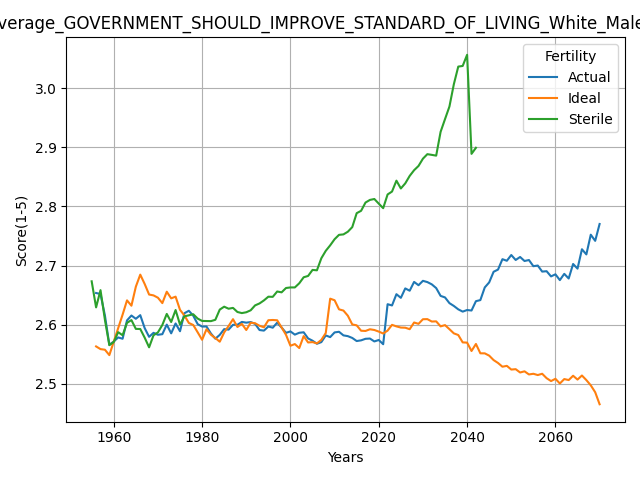 verage_GOVERNMENT_SHOULD_IMPROVE_STANDARD_OF_LIVING_White_Male
Fertility
Actual
Ideal
Sterile
3.0
2.9
2.8
2.7
2.6
2.5
Score(1-5)
1960 1980 2000 2020 2040 2060
Years